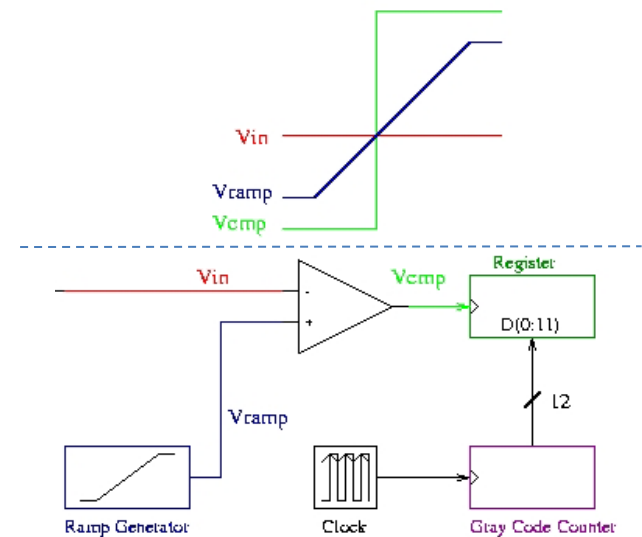 Vin
Vramp
Vcmp
Vin
Vcmp
Register
-
+
D(0:11)
12
Vramp
Ramp Generator
Clock
Gray Code Counter